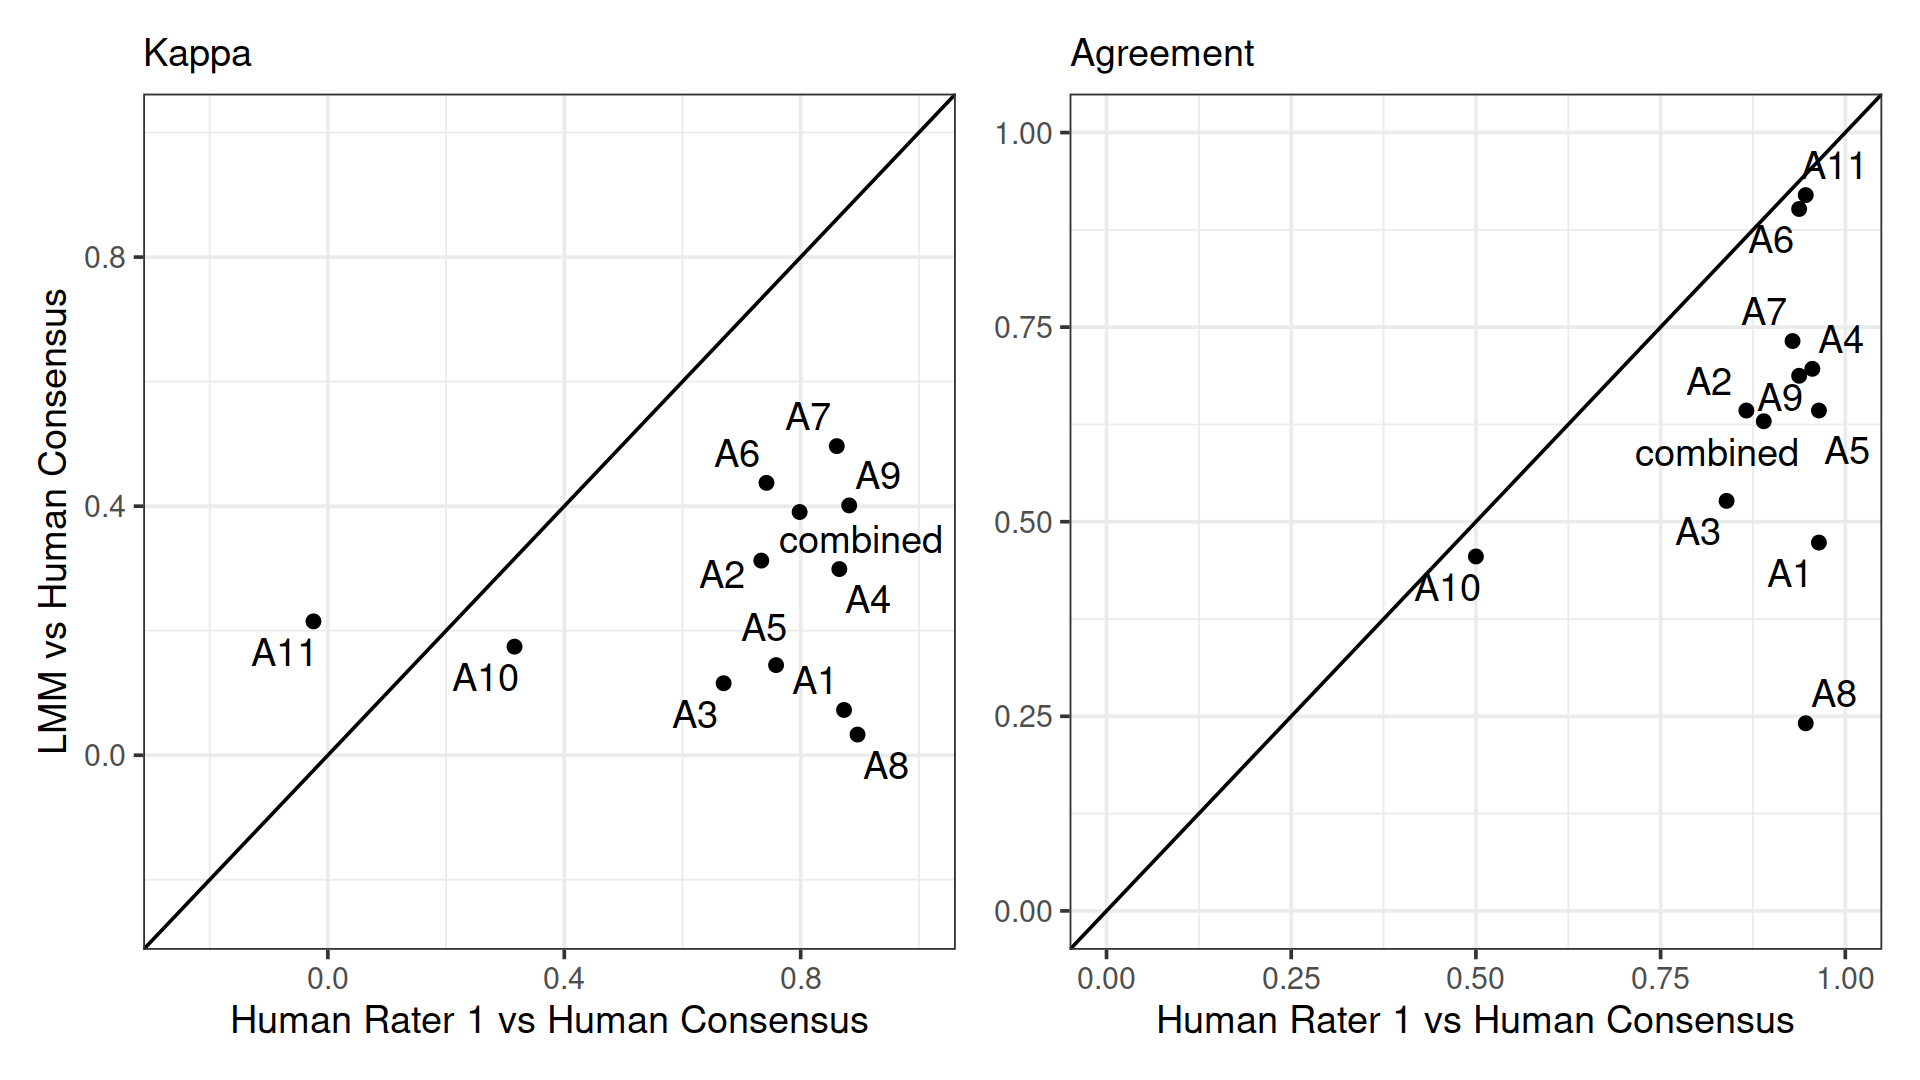 Kappa
LMM vs Human Consensus
0.8
0.4
0.0
A7
A6
A9
combined
A2
A4
A5
A11
A10
A1
A3
A8
0.0 0.4 0.8
Human Rater 1 vs Human Consensus
Agreement
1.00
0.75
0.50
0.25
0.00
A11
A6
A7
A4
A2
A9
combined
A5
A3
A10
A1
A8
0.00 0.25 0.50 0.75 1.00
Human Rater 1 vs Human Consensus